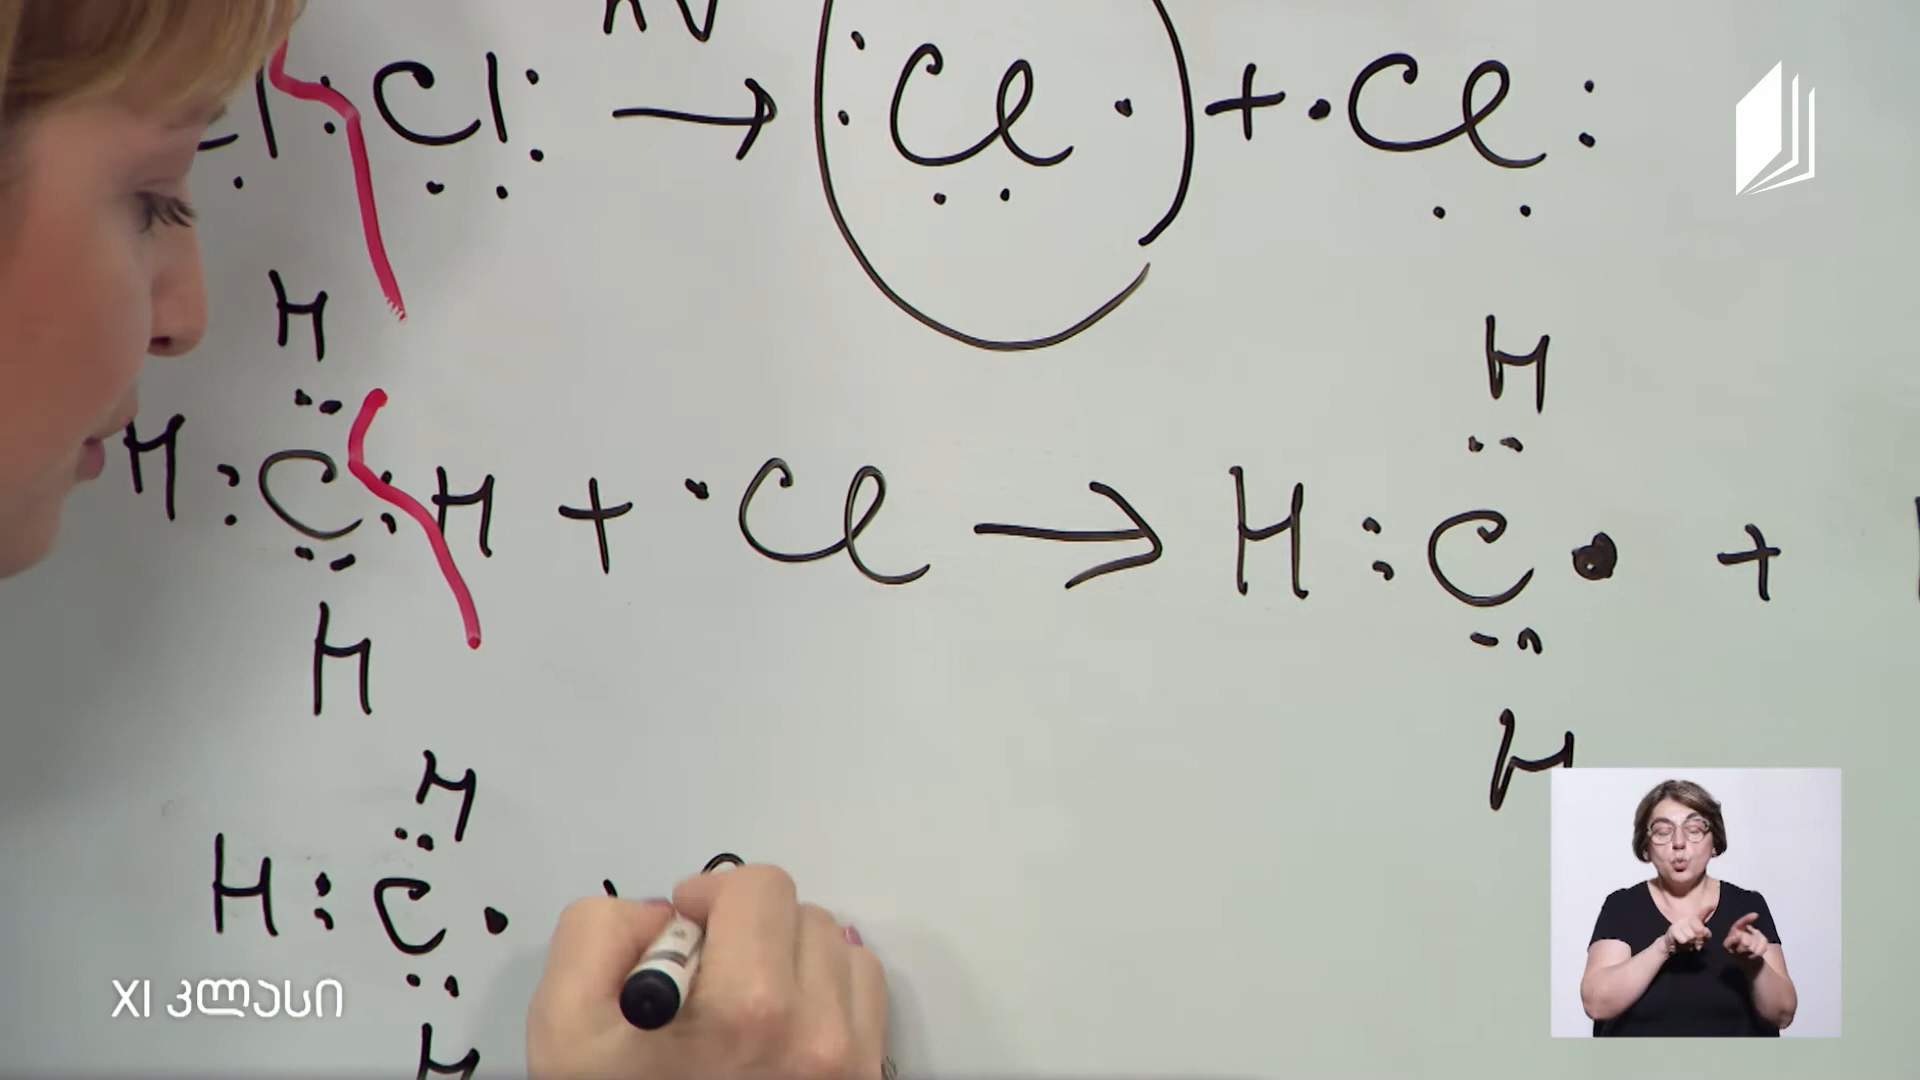 hν
Cl : Cl : → : Cl · + · Cl :
H
H : C : H + · Cl → H : C · +
H
H
H
H
H : C · +
H
XI კლასი